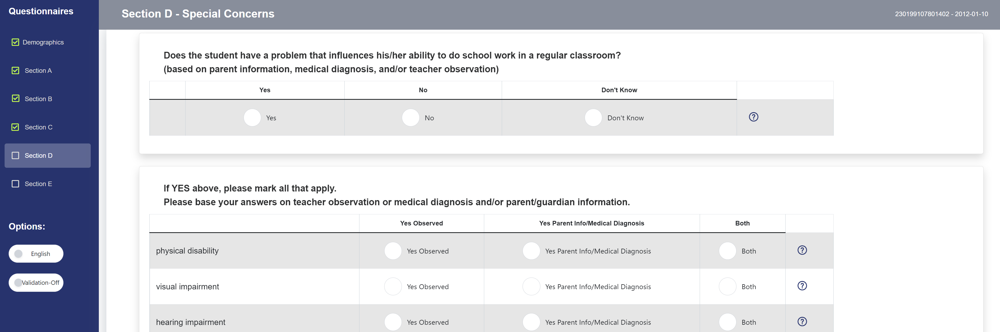 Questionnaires
Demographics
Section A
Section B
Section C
Section D
Section E
Options:
English
Validation-Off
Section D - Special Concerns
230199107801402 - 2012-01-10
Does the student have a problem that influences his/her ability to do school work in a regular classroom?
(based on parent information, medical diagnosis, and/or teacher observation)
Yes No Don't Know
Yes No Don't Know ?
If YES above, please mark all that apply.
Please base your answers on teacher observation or medical diagnosis and/or parent/guardian information.
Yes Observed Yes Parent Info/Medical Diagnosis Both
physical disability Yes Observed Yes Parent Info/Medical Diagnosis Both ?
visual impairment Yes Observed Yes Parent Info/Medical Diagnosis Both ?
hearing impairment Yes Observed Yes Parent Info/Medical Diagnosis Both ?